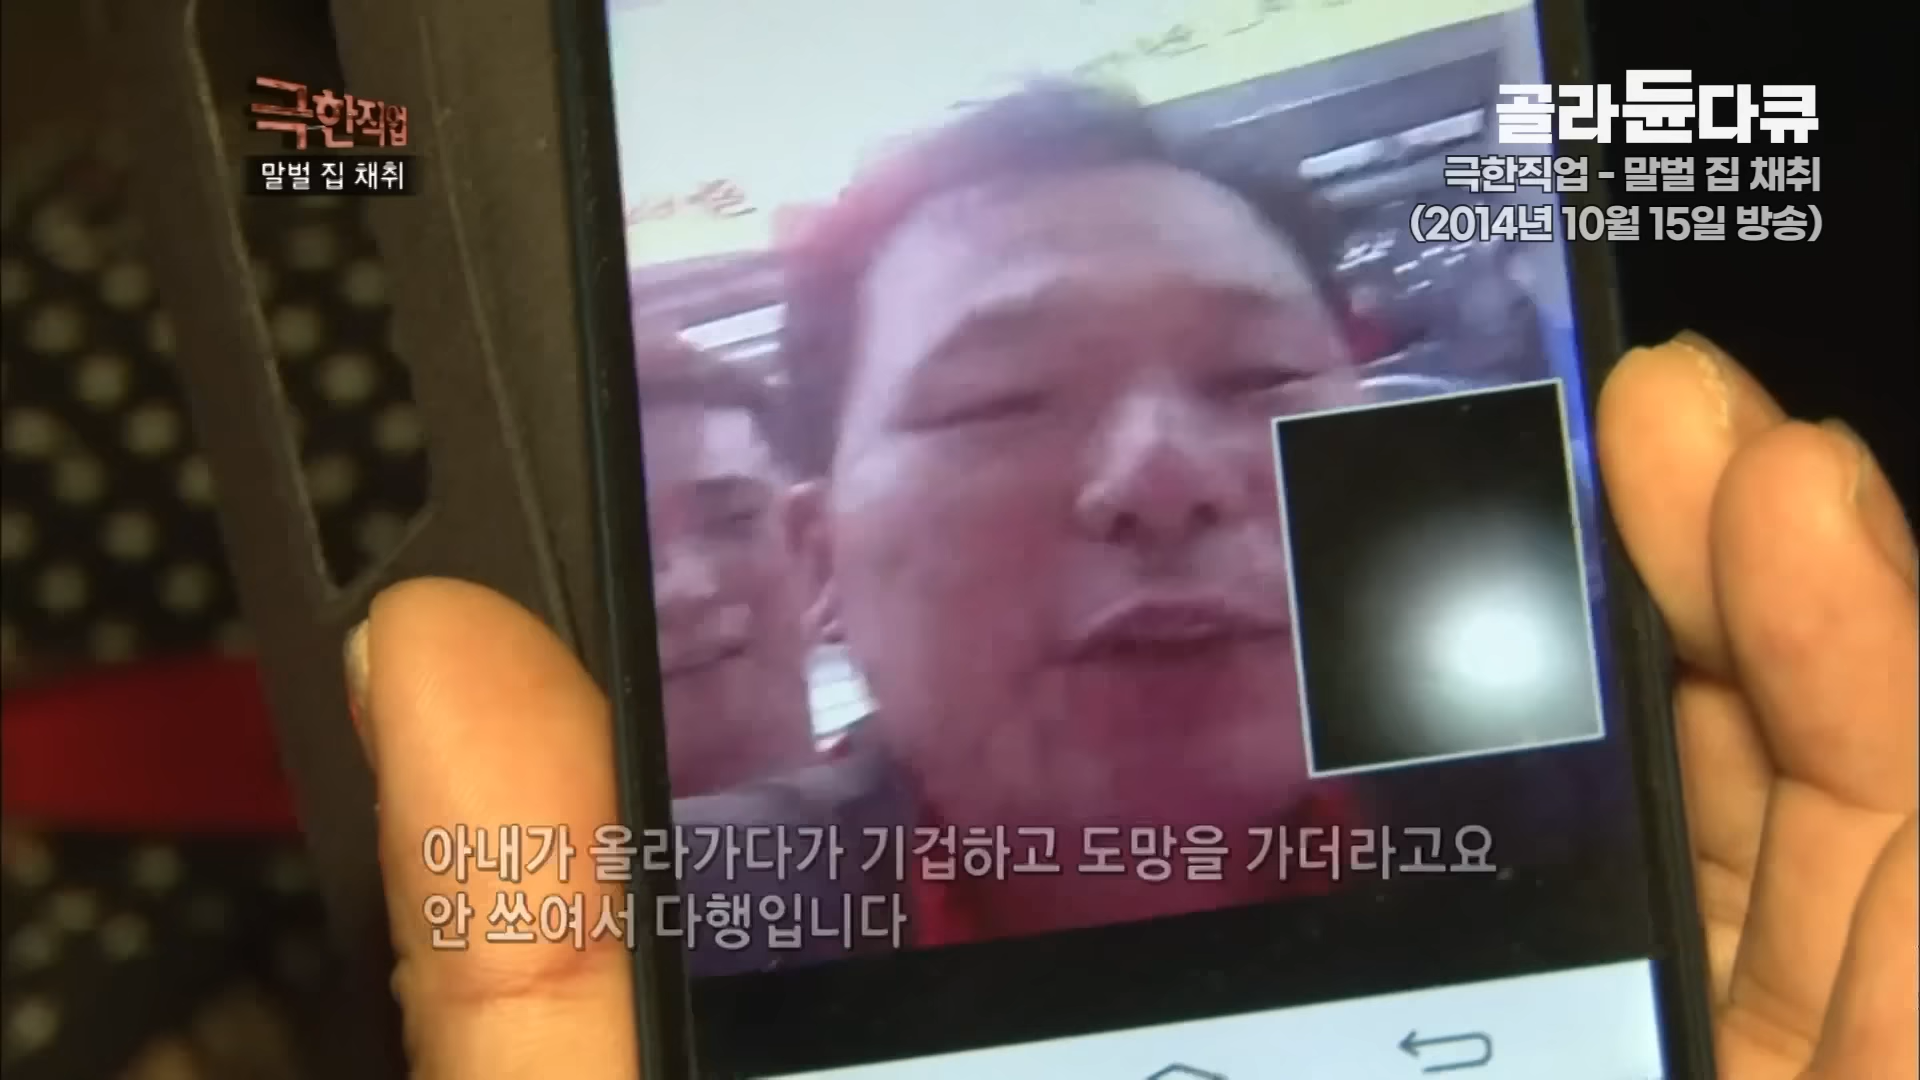 극한직업
말벌 집 채취
골라둔다큐
극한직업 - 말벌 집 채취
(2014년 10월 15일 방송)
아내가 올라가다가 기겁하고 도망을 가더라고요
안 쏘여서 다행입니다